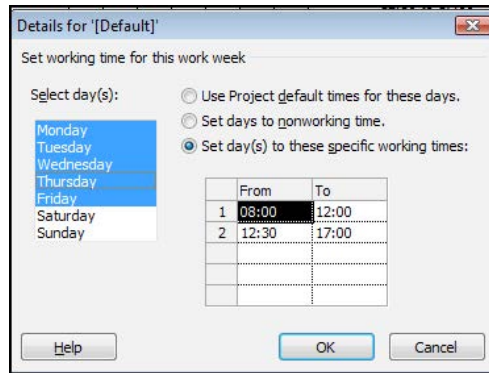 Details for '[Default]'
Set working time for this work week
Select day(s):
Monday
Tuesday
Wednesday
Thursday
Friday
Saturday
Sunday
Use Project default times for these days.
Set days to nonworking time.
Set day(s) to these specific working times:
From To
1 08:00 12:00
2 12:30 17:00
Help OK Cancel